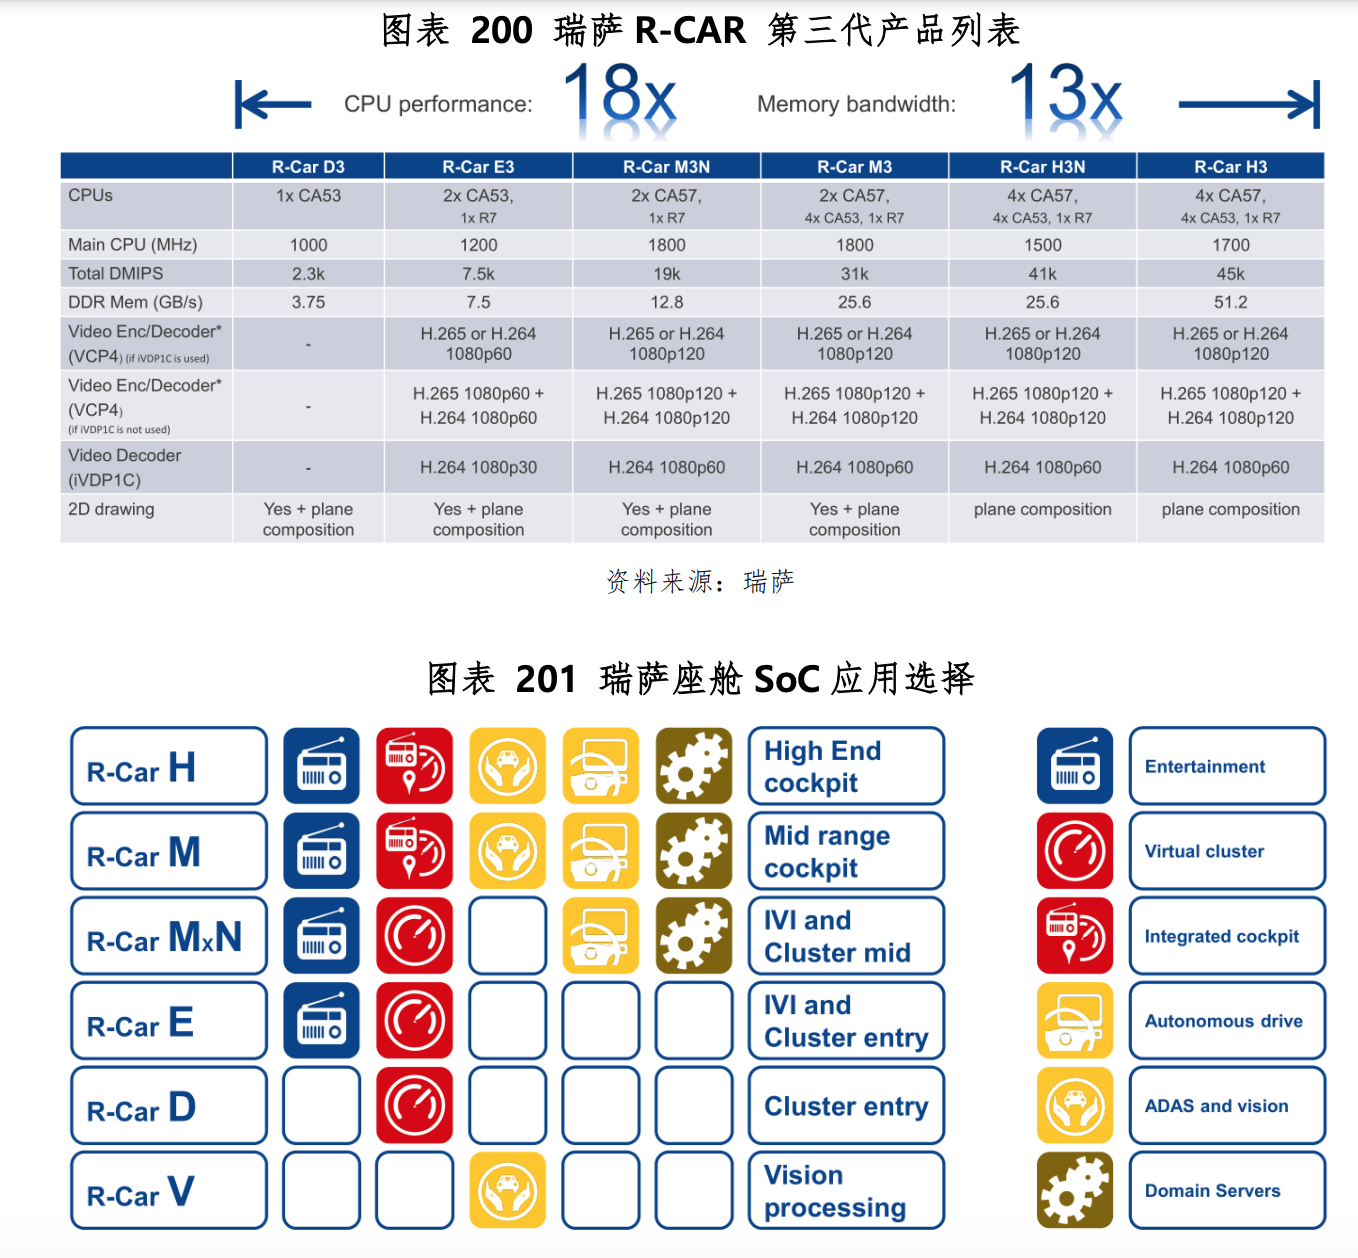 图表 200 瑞萨 R-CAR 第三代产品列表
CPU performance: 18x Memory bandwidth: 13x
R-Car D3 R-Car E3 R-Car M3N R-Car M3 R-Car H3N R-Car H3
CPUs 1x CA53 2x CA53, 2x CA57, 2x CA57, 4x CA57, 4x CA57,
1x R7 1x R7 4x CA53, 1x R7 4x CA53, 1x R7 4x CA53, 1x R7
Main CPU (MHz) 1000 1200 1800 1800 1500 1700
Total DMIPS 2.3k 7.5k 19k 31k 41k 45k
DDR Mem (GB/s) 3.75 7.5 12.8 25.6 25.6 51.2
Video Enc/Decoder* H.265 or H.264 H.265 or H.264 H.265 or H.264 H.265 or H.264 H.265 or H.264
(VCP4) (if iVDP1C is used) - 1080p60 1080p120 1080p120 1080p120 1080p120
Video Enc/Decoder* H.265 1080p60 + H.265 1080p120 + H.265 1080p120 + H.265 1080p120 + H.265 1080p120 +
(VCP4) - H.264 1080p60 H.264 1080p120 H.264 1080p120 H.264 1080p120 H.264 1080p120
(if iVDP1C is not used)
Video Decoder
(iVDP1C) - H.264 1080p30 H.264 1080p60 H.264 1080p60 H.264 1080p60 H.264 1080p60
2D drawing Yes + plane Yes + plane Yes + plane Yes + plane plane composition plane composition
composition composition composition composition
资料来源：瑞萨
图表 201 瑞萨座舱 SoC 应用选择
R-Car H High End
cockpit
Entertainment
R-Car M Mid range
cockpit
Virtual cluster
R-Car MxN IVI and
Cluster mid
Integrated cockpit
R-Car E IVI and
Cluster entry
Autonomous drive
R-Car D Cluster entry
ADAS and vision
R-Car V Vision
processing
Domain Servers